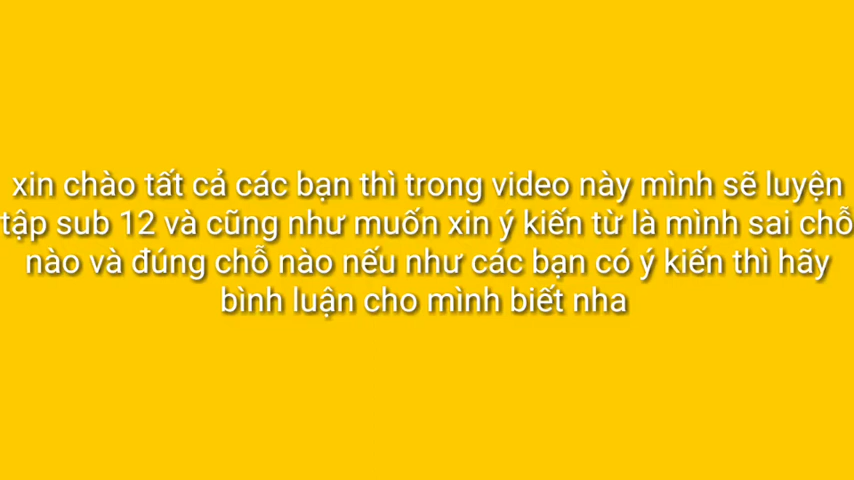 xin chào tất cả các bạn thì trong video này mình sẽ luyện
tập sub 12 và cũng như muốn xin ý kiến từ là mình sai chỗ
nào và đúng chỗ nào nếu như các bạn có ý kiến thì hãy
bình luận cho mình biết nha